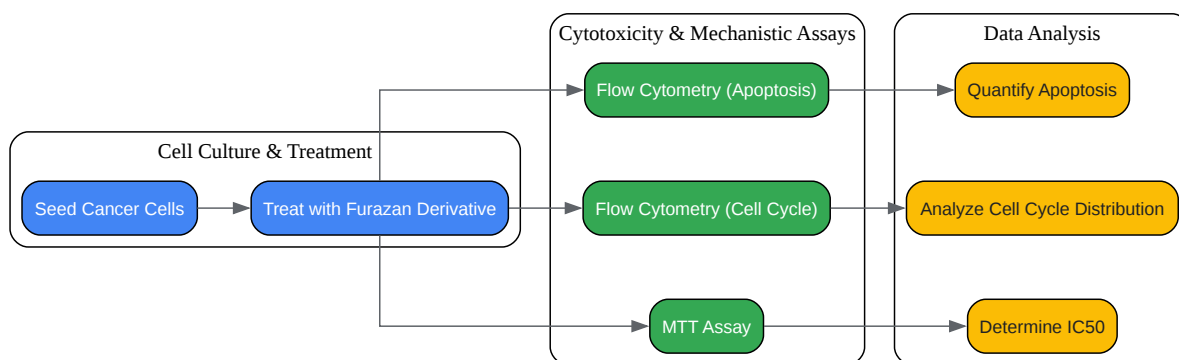 Cytotoxicity & Mechanistic Assays
Data Analysis
Flow Cytometry (Apoptosis)
Quantify Apoptosis
Cell Culture & Treatment
Seed Cancer Cells
Treat with Furazan Derivative
Flow Cytometry (Cell Cycle)
Analyze Cell Cycle Distribution
MTT Assay
Determine IC50